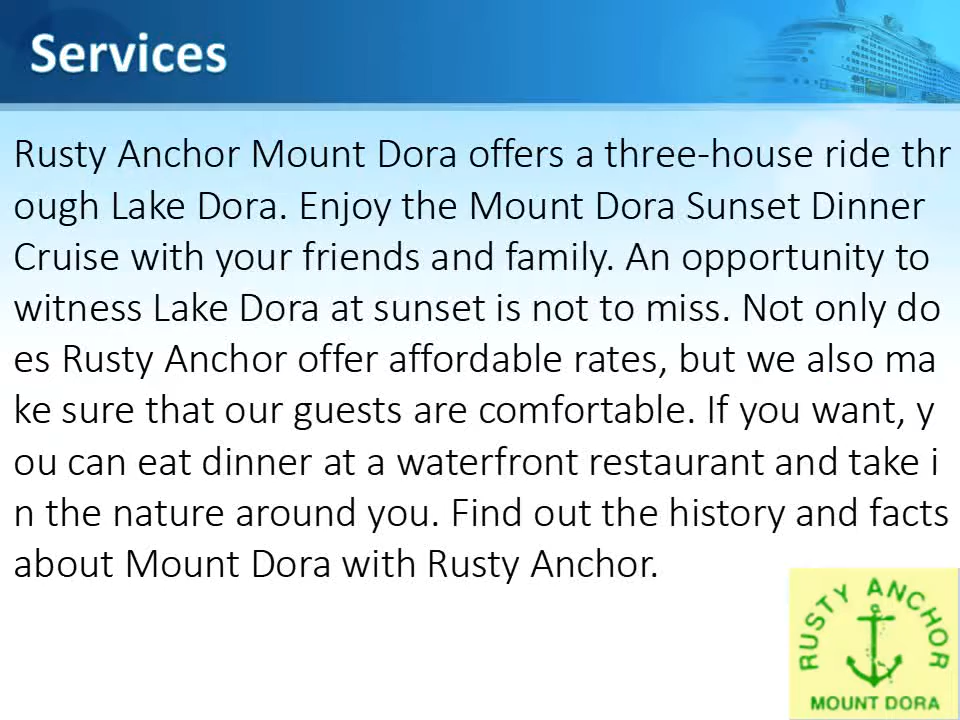 Services
Rusty Anchor Mount Dora offers a three-house ride thr
ough Lake Dora. Enjoy the Mount Dora Sunset Dinner
Cruise with your friends and family. An opportunity to
witness Lake Dora at sunset is not to miss. Not only do
es Rusty Anchor offer affordable rates, but we also ma
ke sure that our guests are comfortable. If you want, y
ou can eat dinner at a waterfront restaurant and take i
n the nature around you. Find out the history and facts
about Mount Dora with Rusty Anchor.
RUSTY ANCHOR
MOUNT DORA